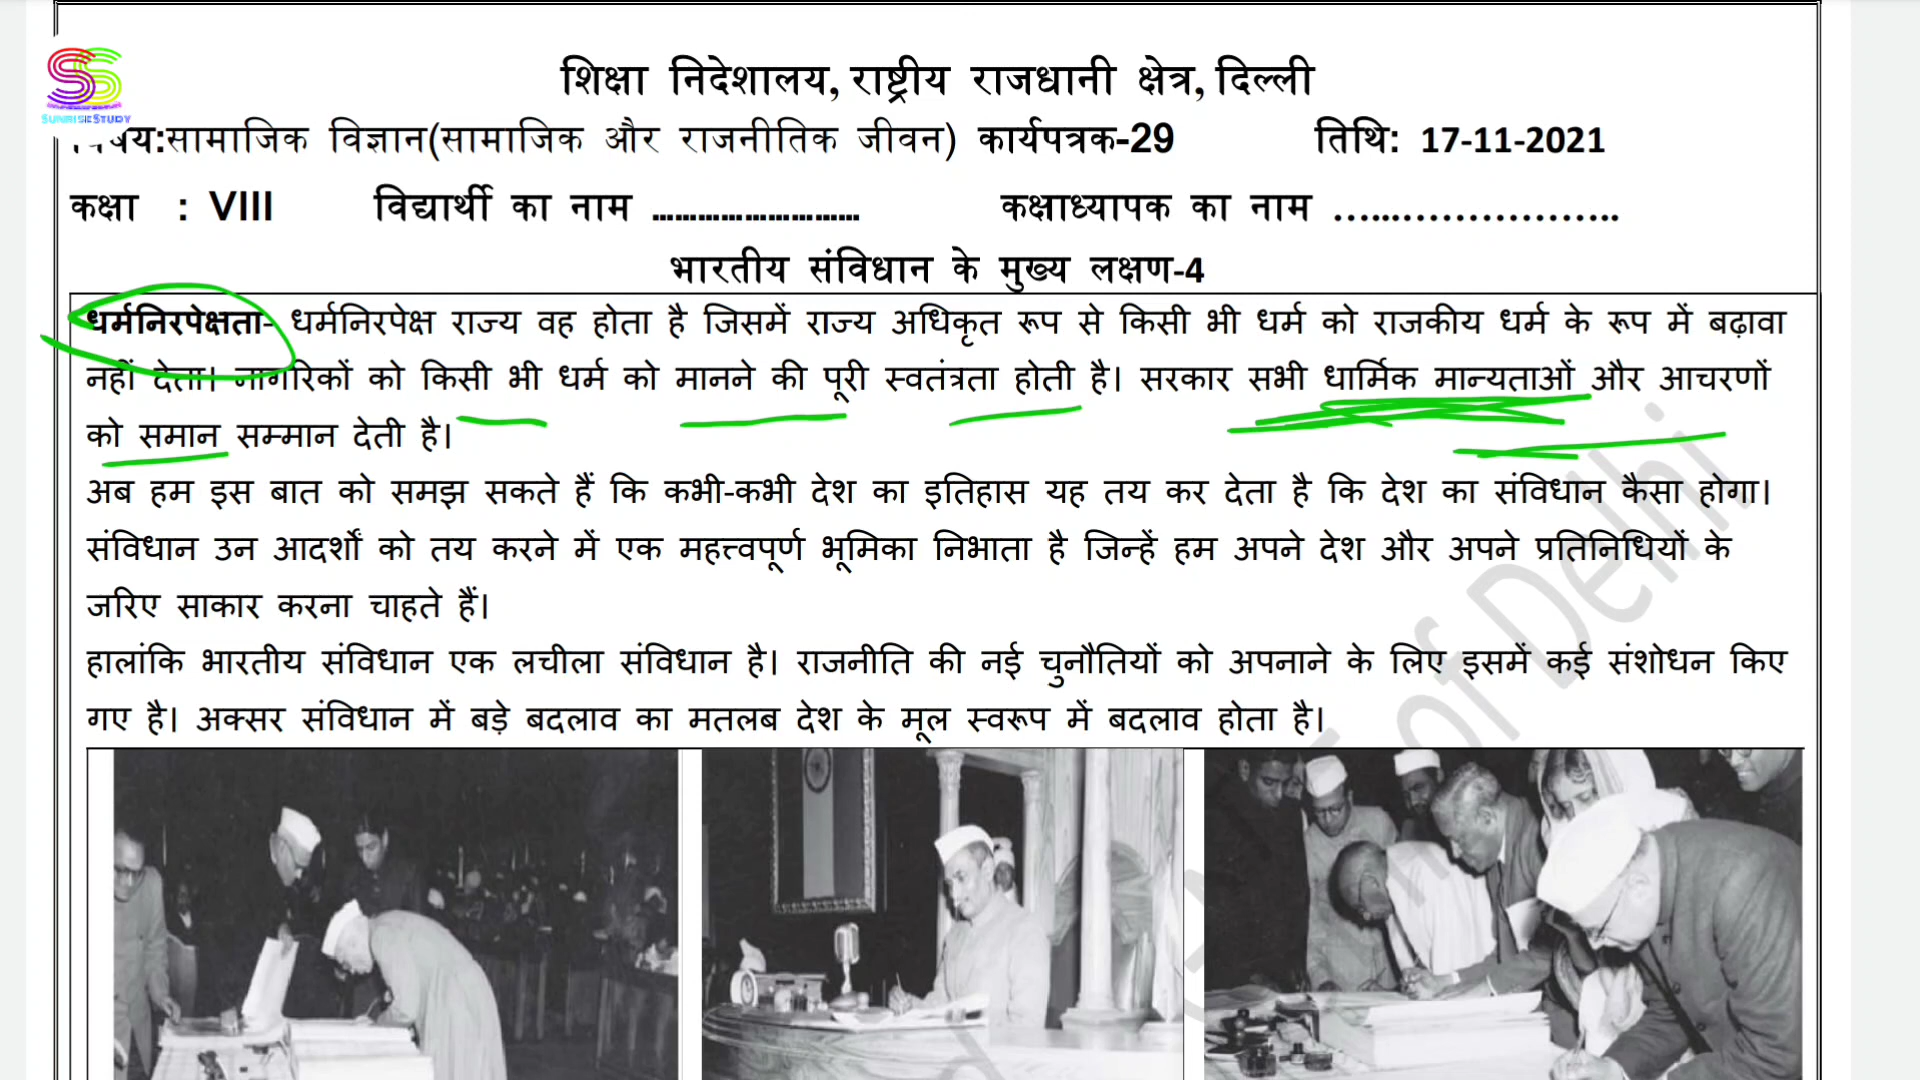 SUNRISESTUDY
शिक्षा निदेशालय, राष्ट्रीय राजधानी क्षेत्र, दिल्ली
विषय:सामाजिक विज्ञान(सामाजिक और राजनीतिक जीवन) कार्यपत्रक-29 तिथि: 17-11-2021
कक्षा : VIII विद्यार्थी का नाम ........................... कक्षाध्यापक का नाम …...………………..
भारतीय संविधान के मुख्य लक्षण-4
धर्मनिरपेक्षता- धर्मनिरपेक्ष राज्य वह होता है जिसमें राज्य अधिकृत रूप से किसी भी धर्म को राजकीय धर्म के रूप में बढ़ावा
नहीं देता। नागरिकों को किसी भी धर्म को मानने की पूरी स्वतंत्रता होती है। सरकार सभी धार्मिक मान्यताओं और आचरणों
को समान सम्मान देती है।
अब हम इस बात को समझ सकते हैं कि कभी-कभी देश का इतिहास यह तय कर देता है कि देश का संविधान कैसा होगा।
संविधान उन आदर्शों को तय करने में एक महत्त्वपूर्ण भूमिका निभाता है जिन्हें हम अपने देश और अपने प्रतिनिधियों के
जरिए साकार करना चाहते हैं।
हालांकि भारतीय संविधान एक लचीला संविधान है। राजनीति की नई चुनौतियों को अपनाने के लिए इसमें कई संशोधन किए
गए है। अक्सर संविधान में बड़े बदलाव का मतलब देश के मूल स्वरूप में बदलाव होता है।
of Delhi